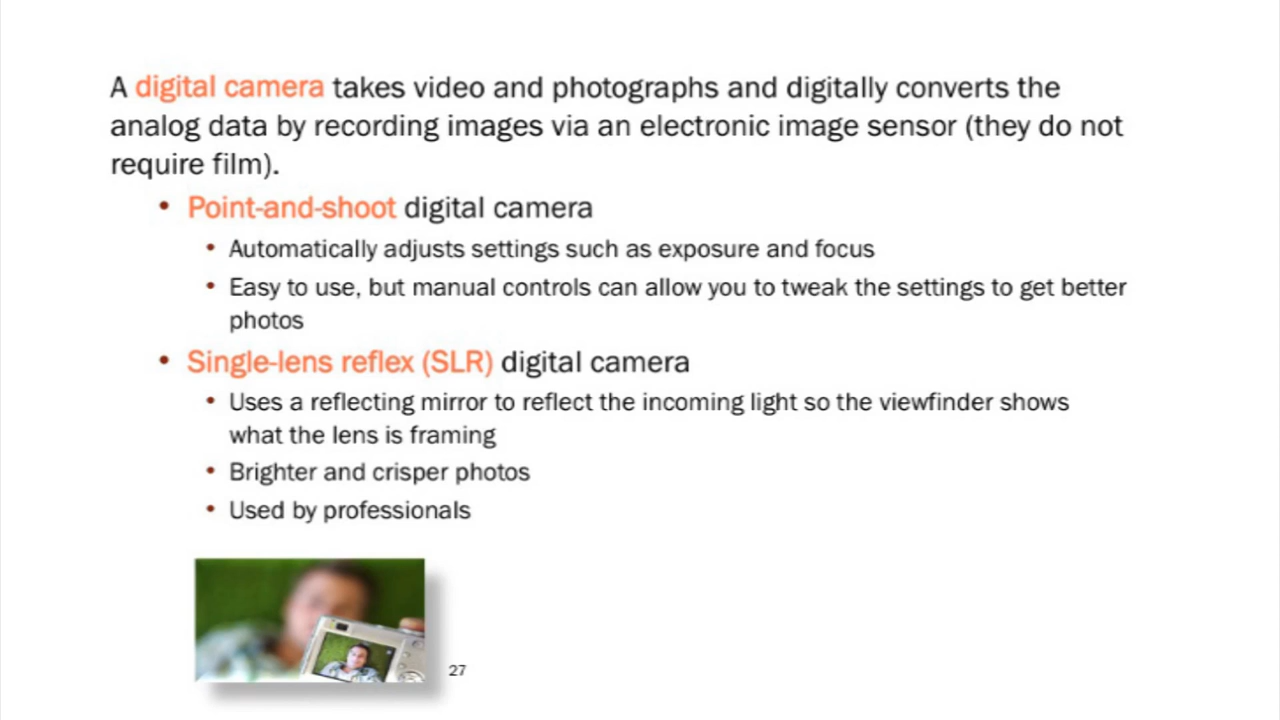 A digital camera takes video and photographs and digitally converts the
analog data by recording images via an electronic image sensor (they do not
require film).
• Point-and-shoot digital camera
• Automatically adjusts settings such as exposure and focus
• Easy to use, but manual controls can allow you to tweak the settings to get better
photos
• Single-lens reflex (SLR) digital camera
• Uses a reflecting mirror to reflect the incoming light so the viewfinder shows
what the lens is framing
• Brighter and crisper photos
• Used by professionals
27